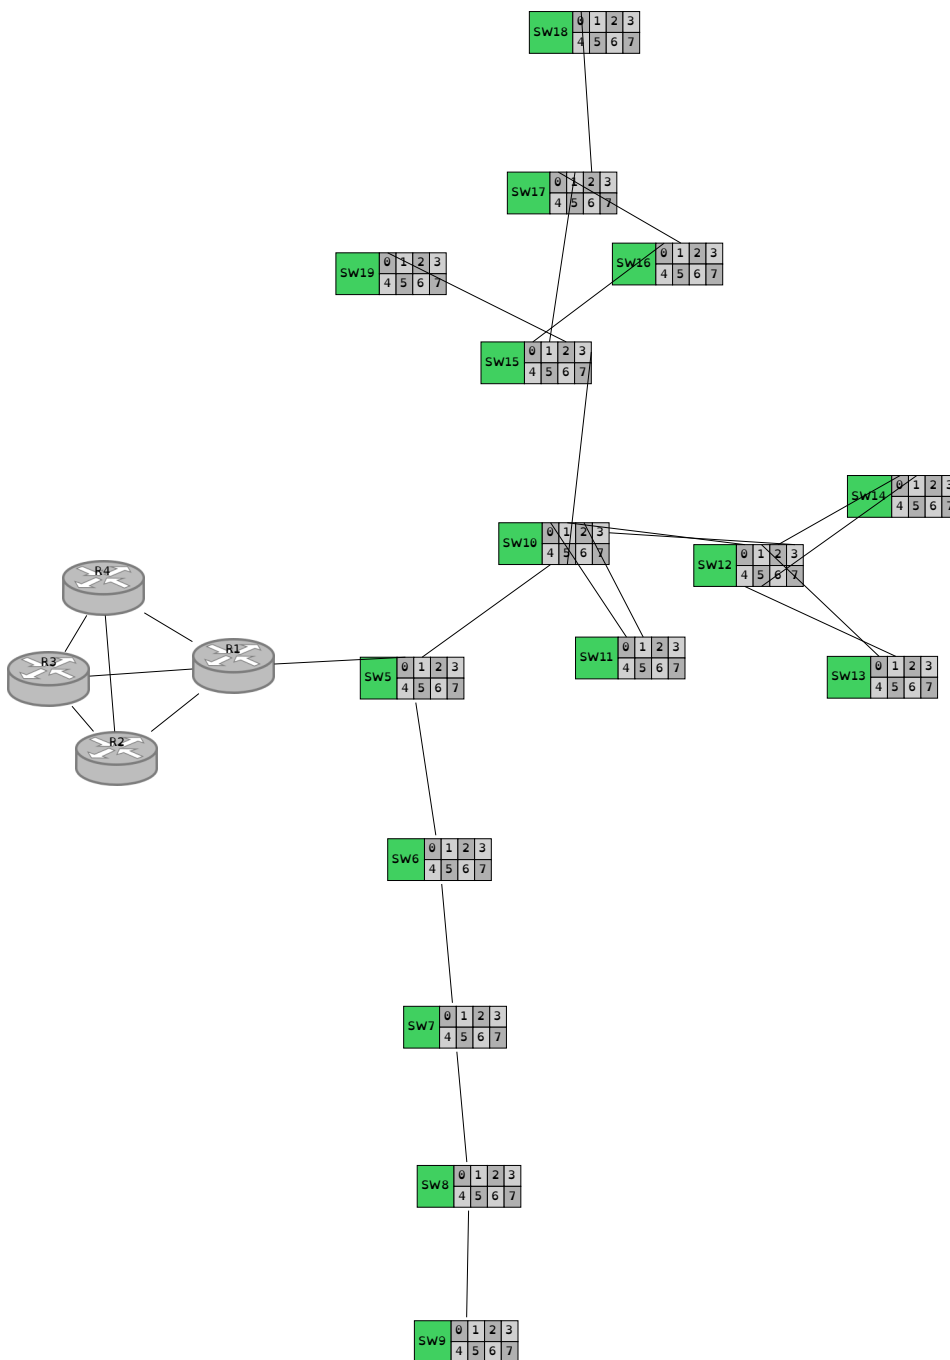 SW18 0 1 2 3
4 5 6 7
SW17 0 1 2 3
4 5 6 7
SW16 0 1 2 3
4 5 6 7
SW19 0 1 2 3
4 5 6 7
SW15 0 1 2 3
4 5 6 7
SW14 0 1 2 3
4 5 6 7
SW10 0 1 2 3
4 5 6 7
SW12 0 1 2 3
4 5 6 7
R4
R1
R3
R2
SW11 0 1 2 3
4 5 6 7
SW5 0 1 2 3
4 5 6 7
SW13 0 1 2 3
4 5 6 7
SW6 0 1 2 3
4 5 6 7
SW7 0 1 2 3
4 5 6 7
SW8 0 1 2 3
4 5 6 7
SW9 0 1 2 3
4 5 6 7